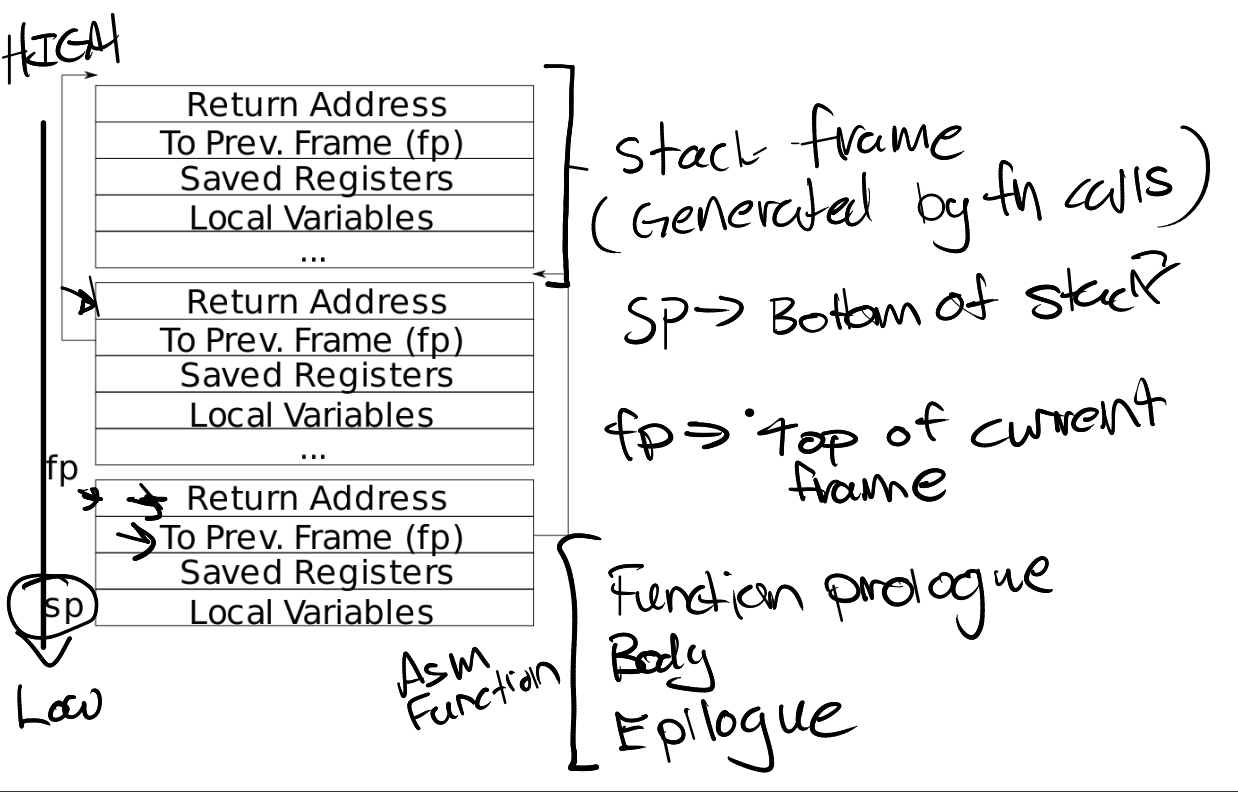 HIGH
Return Address
To Prev. Frame (fp)
Saved Registers
Local Variables
...
Stack frame
(Generated by fn calls)
Return Address
To Prev. Frame (fp)
Saved Registers
Local Variables
...
SP → Bottom of stack
fp → Top of current
frame
fp
Return Address
To Prev. Frame (fp)
Saved Registers
Local Variables
sp
Low
Asm
Function
Function prologue
Body
Epilogue